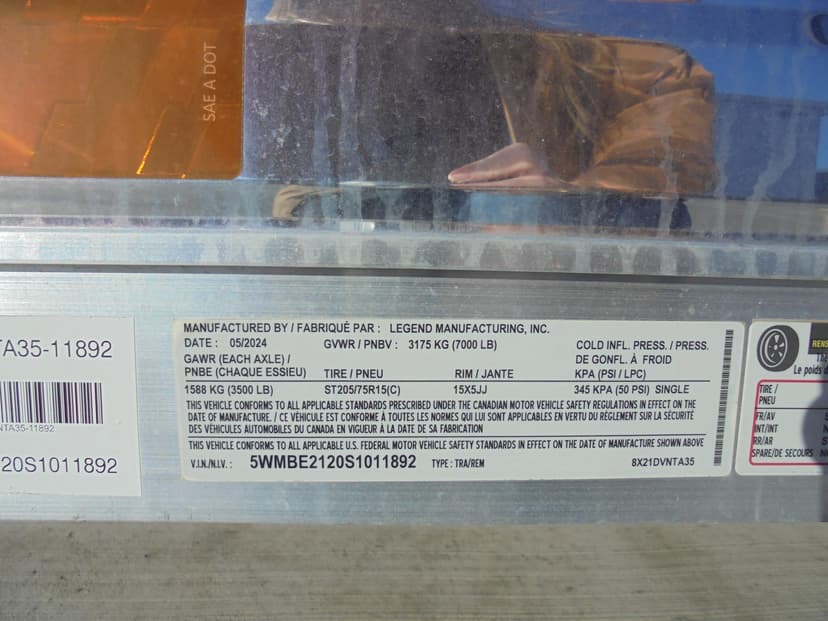 SAE A DOT
TA35-11892
NTA35-11892
20S1011892
MANUFACTURED BY / FABRIQUÉ PAR : LEGEND MANUFACTURING, INC.
DATE : 05/2024 GVWR / PNBV : 3175 KG (7000 LB) COLD INFL. PRESS. / PRESS.
GAWR (EACH AXLE) / DE GONFL. À FROID
PNBE (CHAQUE ESSIEU) TIRE / PNEU RIM / JANTE KPA (PSI / LPC)
1588 KG (3500 LB) ST205/75R15(C) 15X5JJ 345 KPA (50 PSI) SINGLE
THIS VEHICLE CONFORMS TO ALL APPLICABLE STANDARDS PRESCRIBED UNDER THE CANADIAN MOTOR VEHICLE SAFETY REGULATIONS IN EFFECT ON THE
DATE OF MANUFACTURE. / CE VÉHICULE EST CONFORME À TOUTES LES NORMES QUI LUI SONT APPLICABLES EN VERTU DU RÈGLEMENT SUR LA SÉCURITÉ
DES VÉHICULES AUTOMOBILES DU CANADA EN VIGUEUR À LA DATE DE SA FABRICATION
THIS VEHICLE CONFORMS TO ALL APPLICABLE U.S. FEDERAL MOTOR VEHICLE SAFETY STANDARDS IN EFFECT ON THE DATE OF MANUFACTURE SHOWN ABOVE
V.I.N./N.I.V. : 5WMBE2120S1011892 TYPE : TRA/REM 8X21DVNTA35
RENS
Le poids d
TIRE /
PNEU
FR/AV
INT/INT
RR/AR
SPARE/DE SECOURS